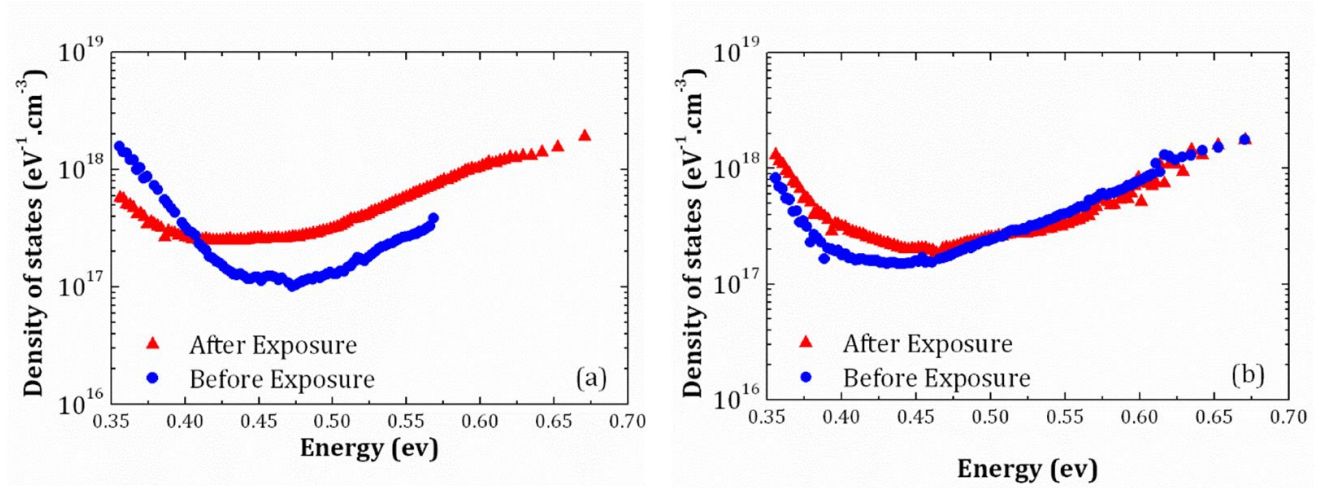 10^19
10^18
10^17
10^16
Density of states (eV^-1.cm^-3)
After Exposure
Before Exposure
(a)
0.35 0.40 0.45 0.50 0.55 0.60 0.65 0.70
Energy (ev)
10^19
10^18
10^17
10^16
Density of states (eV^-1.cm^-3)
After Exposure
Before Exposure
(b)
0.35 0.40 0.45 0.50 0.55 0.60 0.65 0.70
Energy (ev)